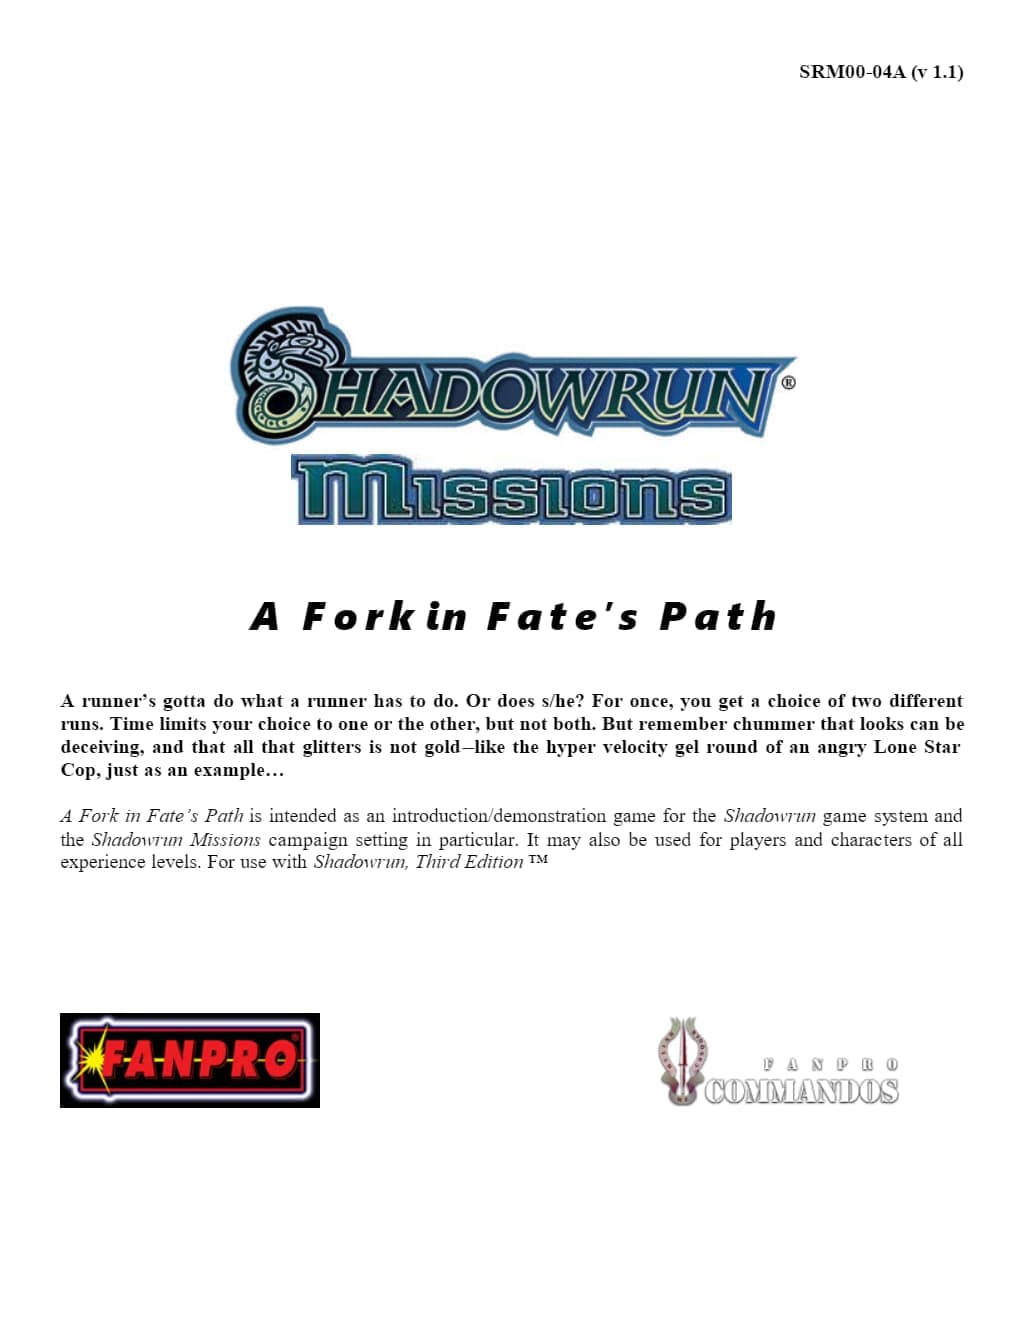 SRM00-04A (v 1.1)
SHADOWRUN®
MISSIONS
A Fork in Fate's Path
A runner’s gotta do what a runner has to do. Or does s/he? For once, you get a choice of two different
runs. Time limits your choice to one or the other, but not both. But remember chummer that looks can be
deceiving, and that all that glitters is not gold–like the hyper velocity gel round of an angry Lone Star
Cop, just as an example…
A Fork in Fate’s Path is intended as an introduction/demonstration game for the Shadowrun game system and
the Shadowrun Missions campaign setting in particular. It may also be used for players and characters of all
experience levels. For use with Shadowrun, Third Edition ™
FANPRO®
FANPRO
COMMANDOS